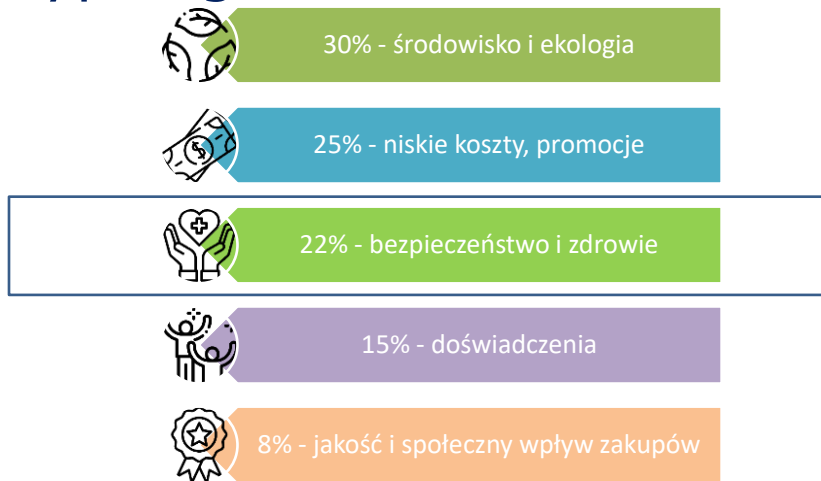 30% - środowisko i ekologia
25% - niskie koszty, promocje
22% - bezpieczeństwo i zdrowie
15% - doświadczenia
8% - jakość i społeczny wpływ zakupów